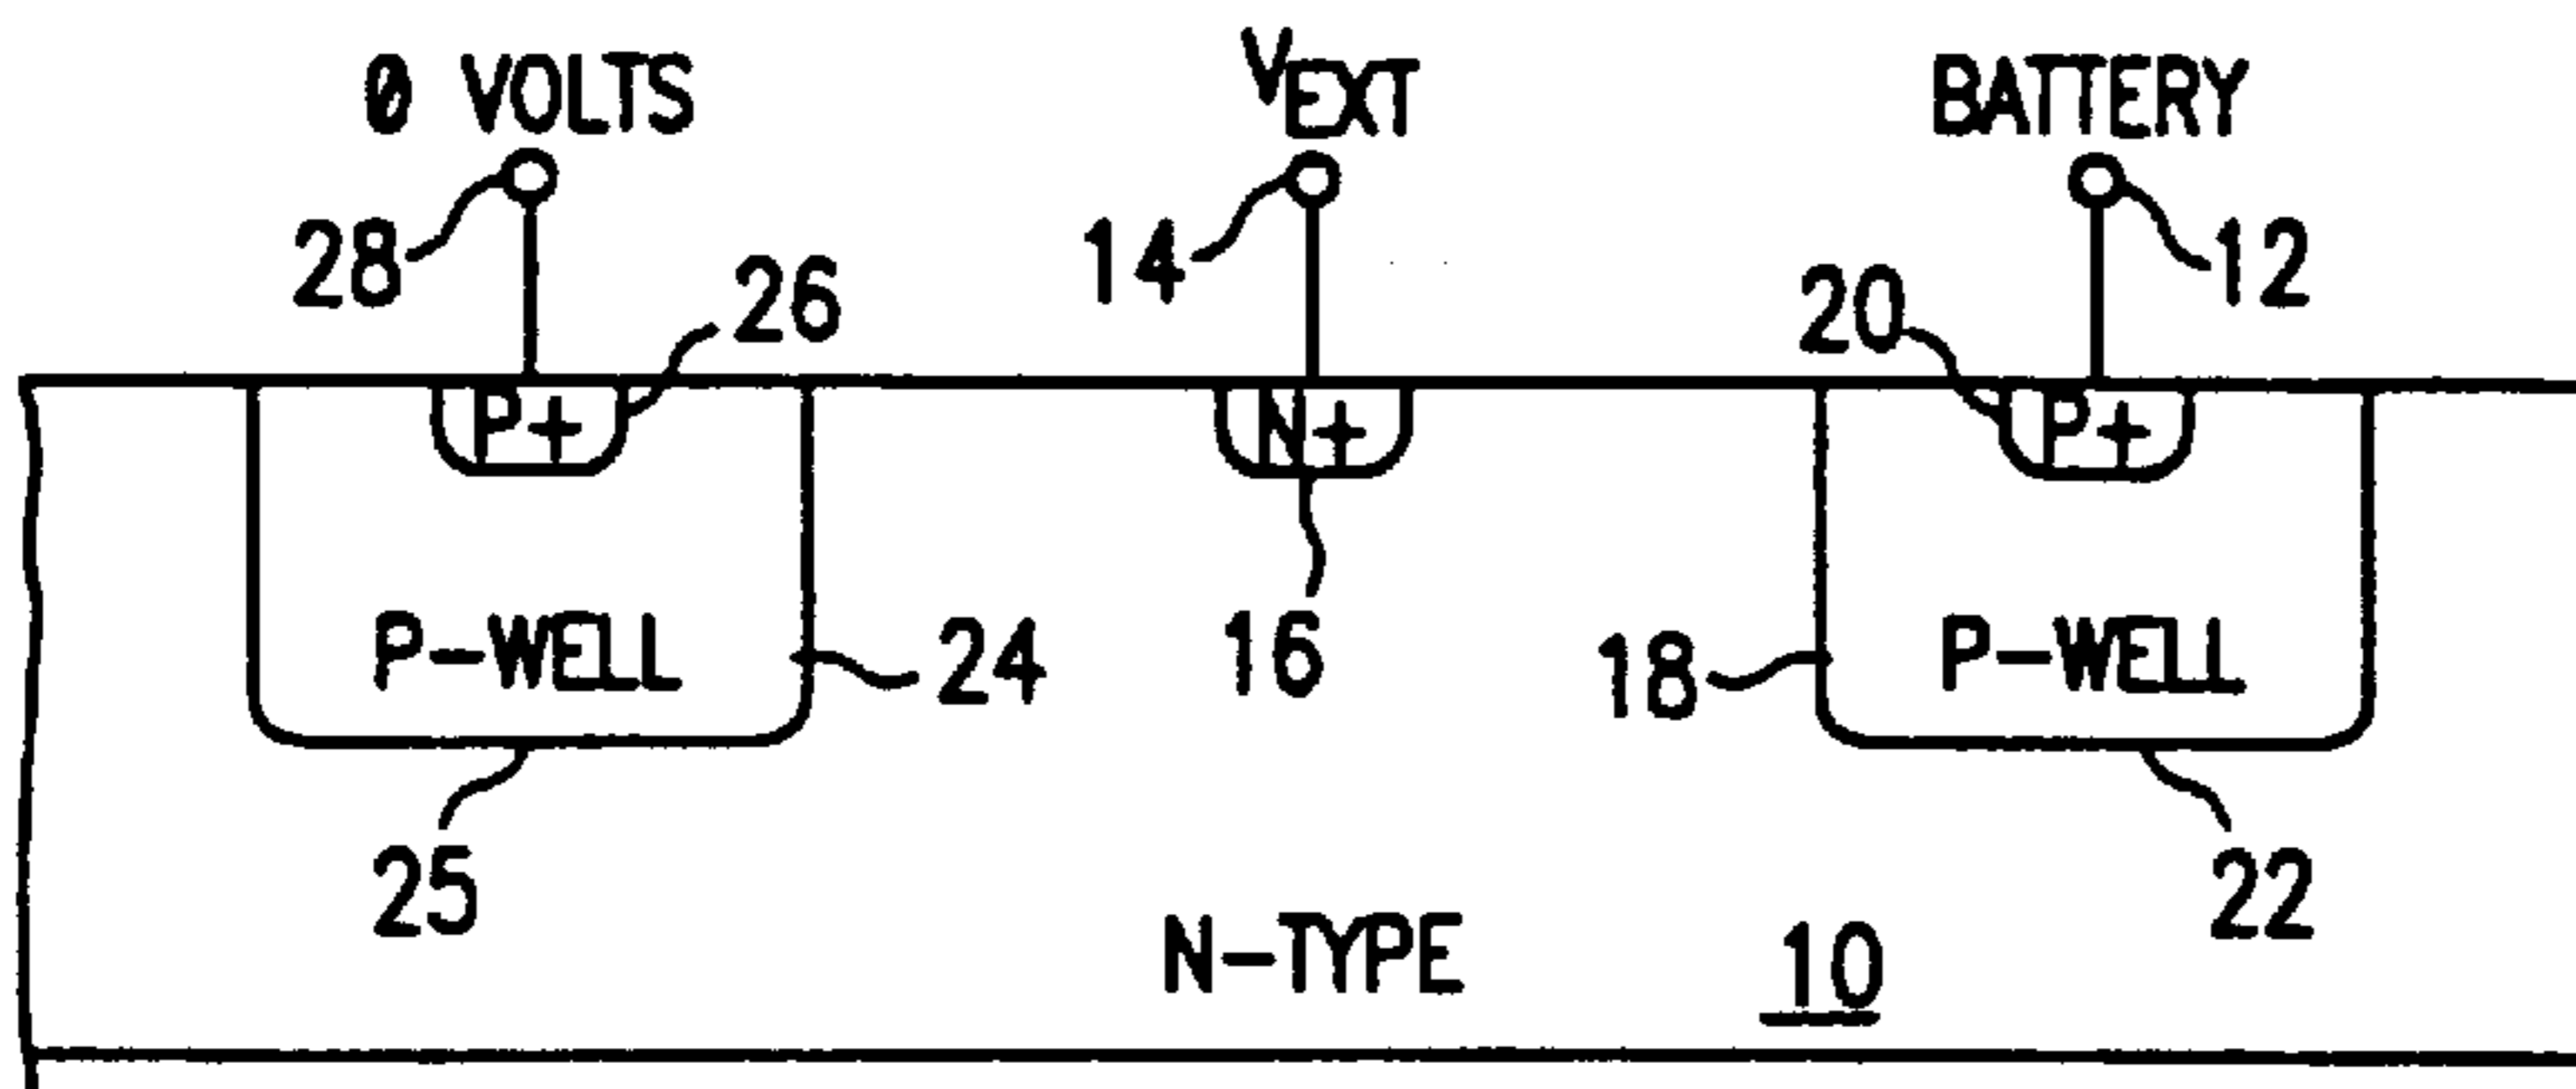 0 VOLTS
VEXT
BATTERY
28
26
14
20
12
P+
N+
P+
P-WELL
24
16
18
P-WELL
25
22
N-TYPE
10